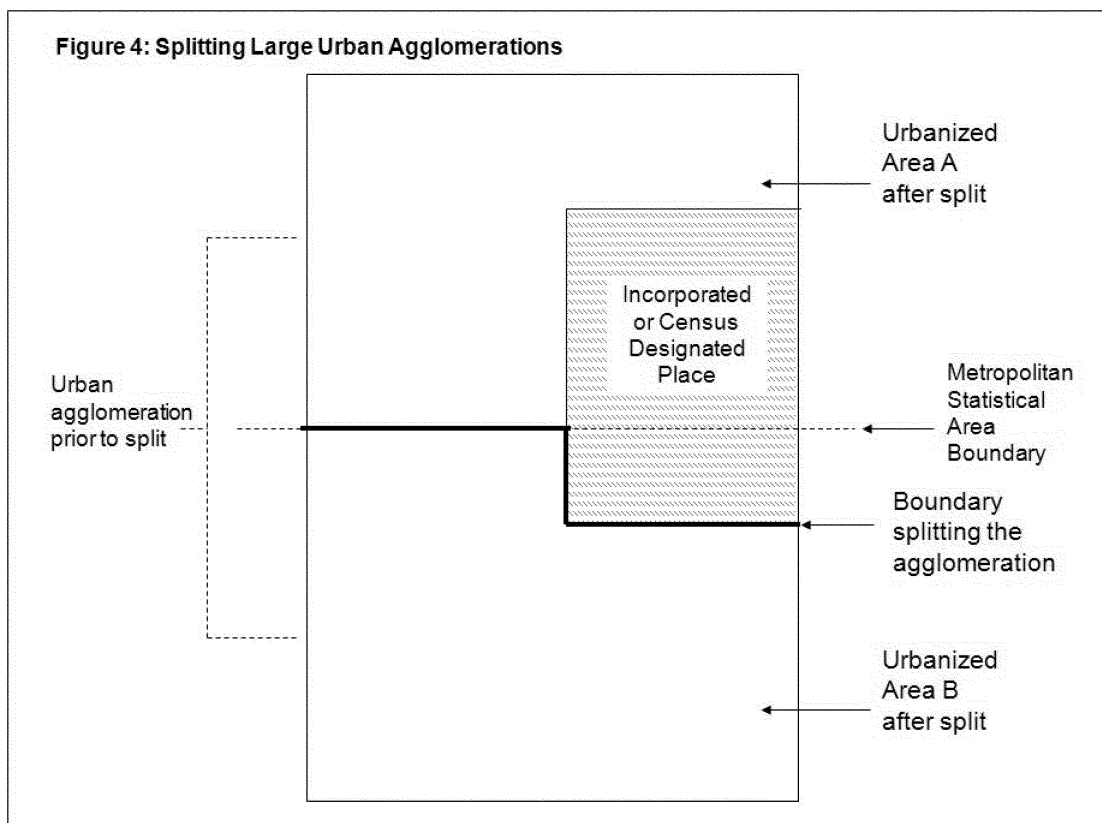 Figure 4: Splitting Large Urban Agglomerations
Urbanized
Area A
after split
Incorporated
or Census
Designated
Place
Urban
agglomeration
prior to split
Metropolitan
Statistical
Area
Boundary
Boundary
splitting the
agglomeration
Urbanized
Area B
after split